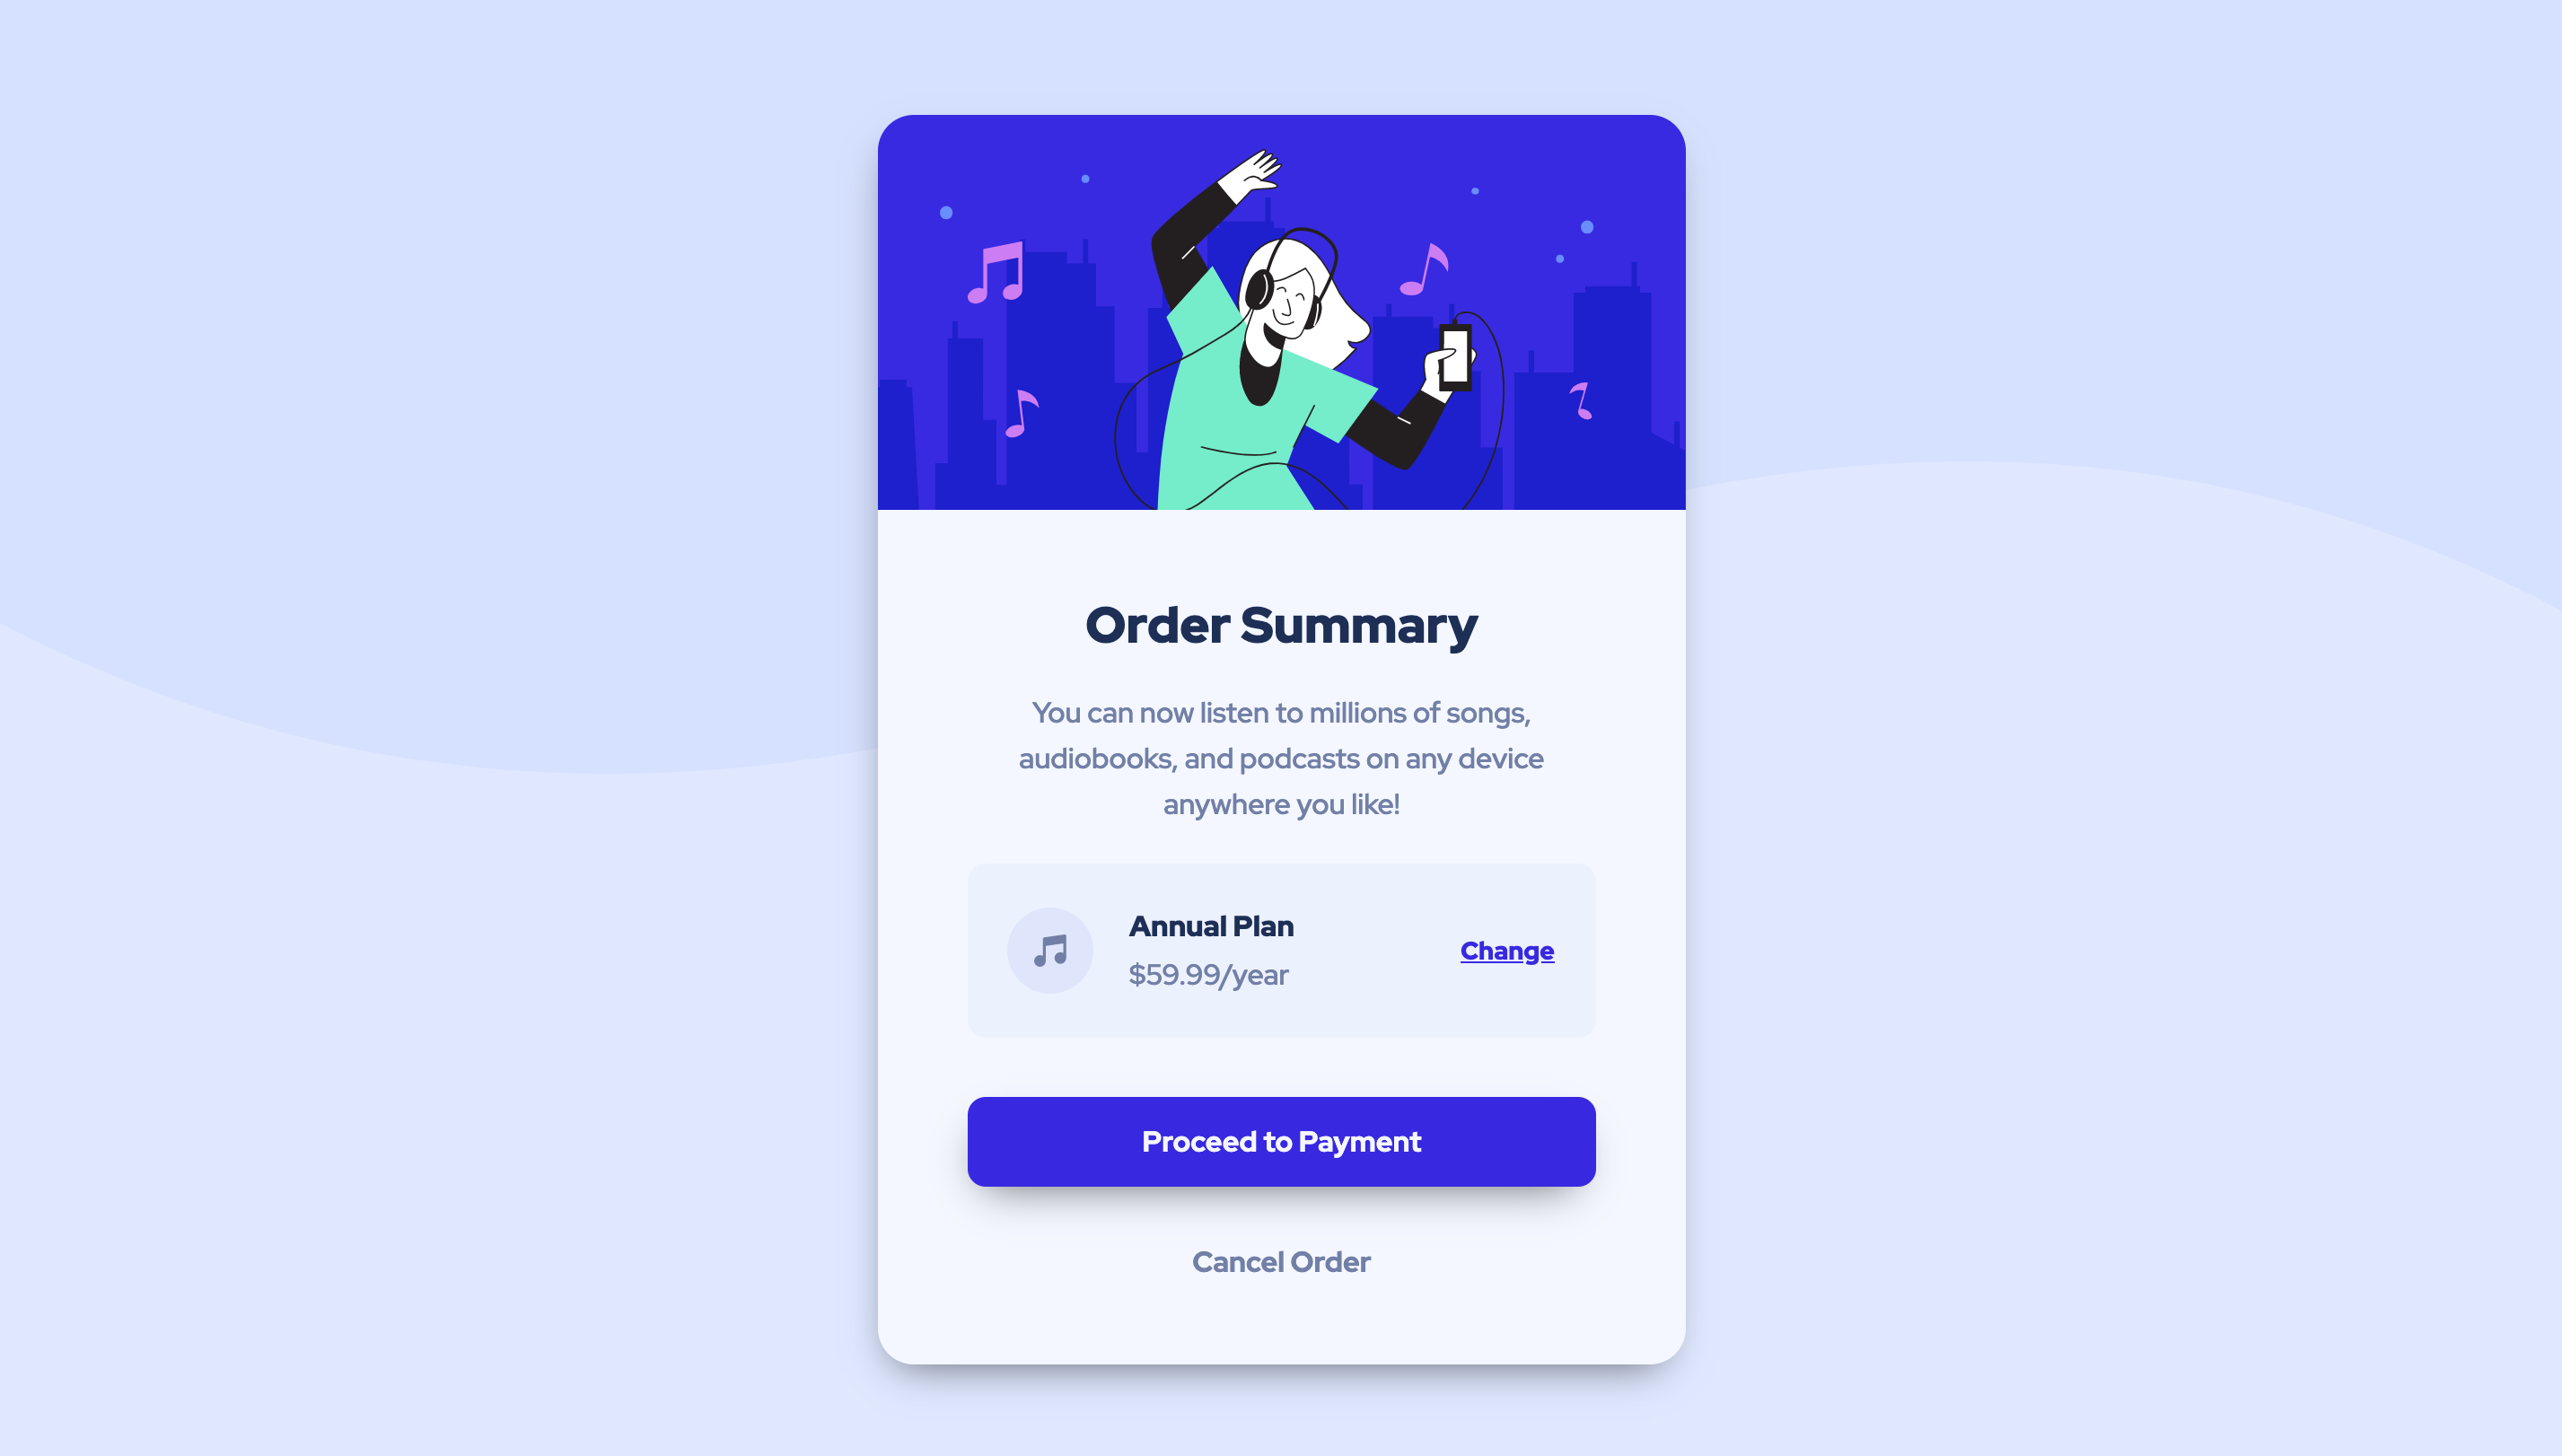 Order Summary
You can now listen to millions of songs,
audiobooks, and podcasts on any device
anywhere you like!
Annual Plan
$59.99/year
Change
Proceed to Payment
Cancel Order